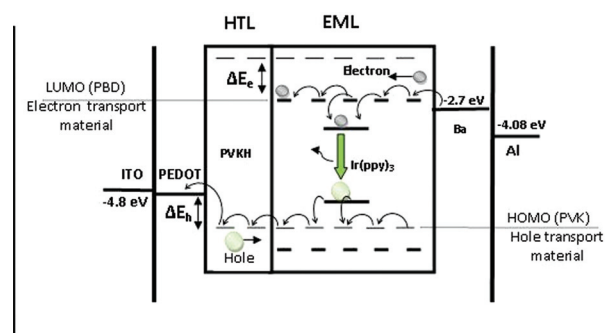 HTL EML
LUMO (PBD)
Electron transport
material
ΔEe
Electron
-2.7 eV
Ba
-4.08 eV
Al
PVKH
Ir(ppy)3
ITO PEDOT
-4.8 eV
ΔEh
Hole
HOMO (PVK)
Hole transport
material